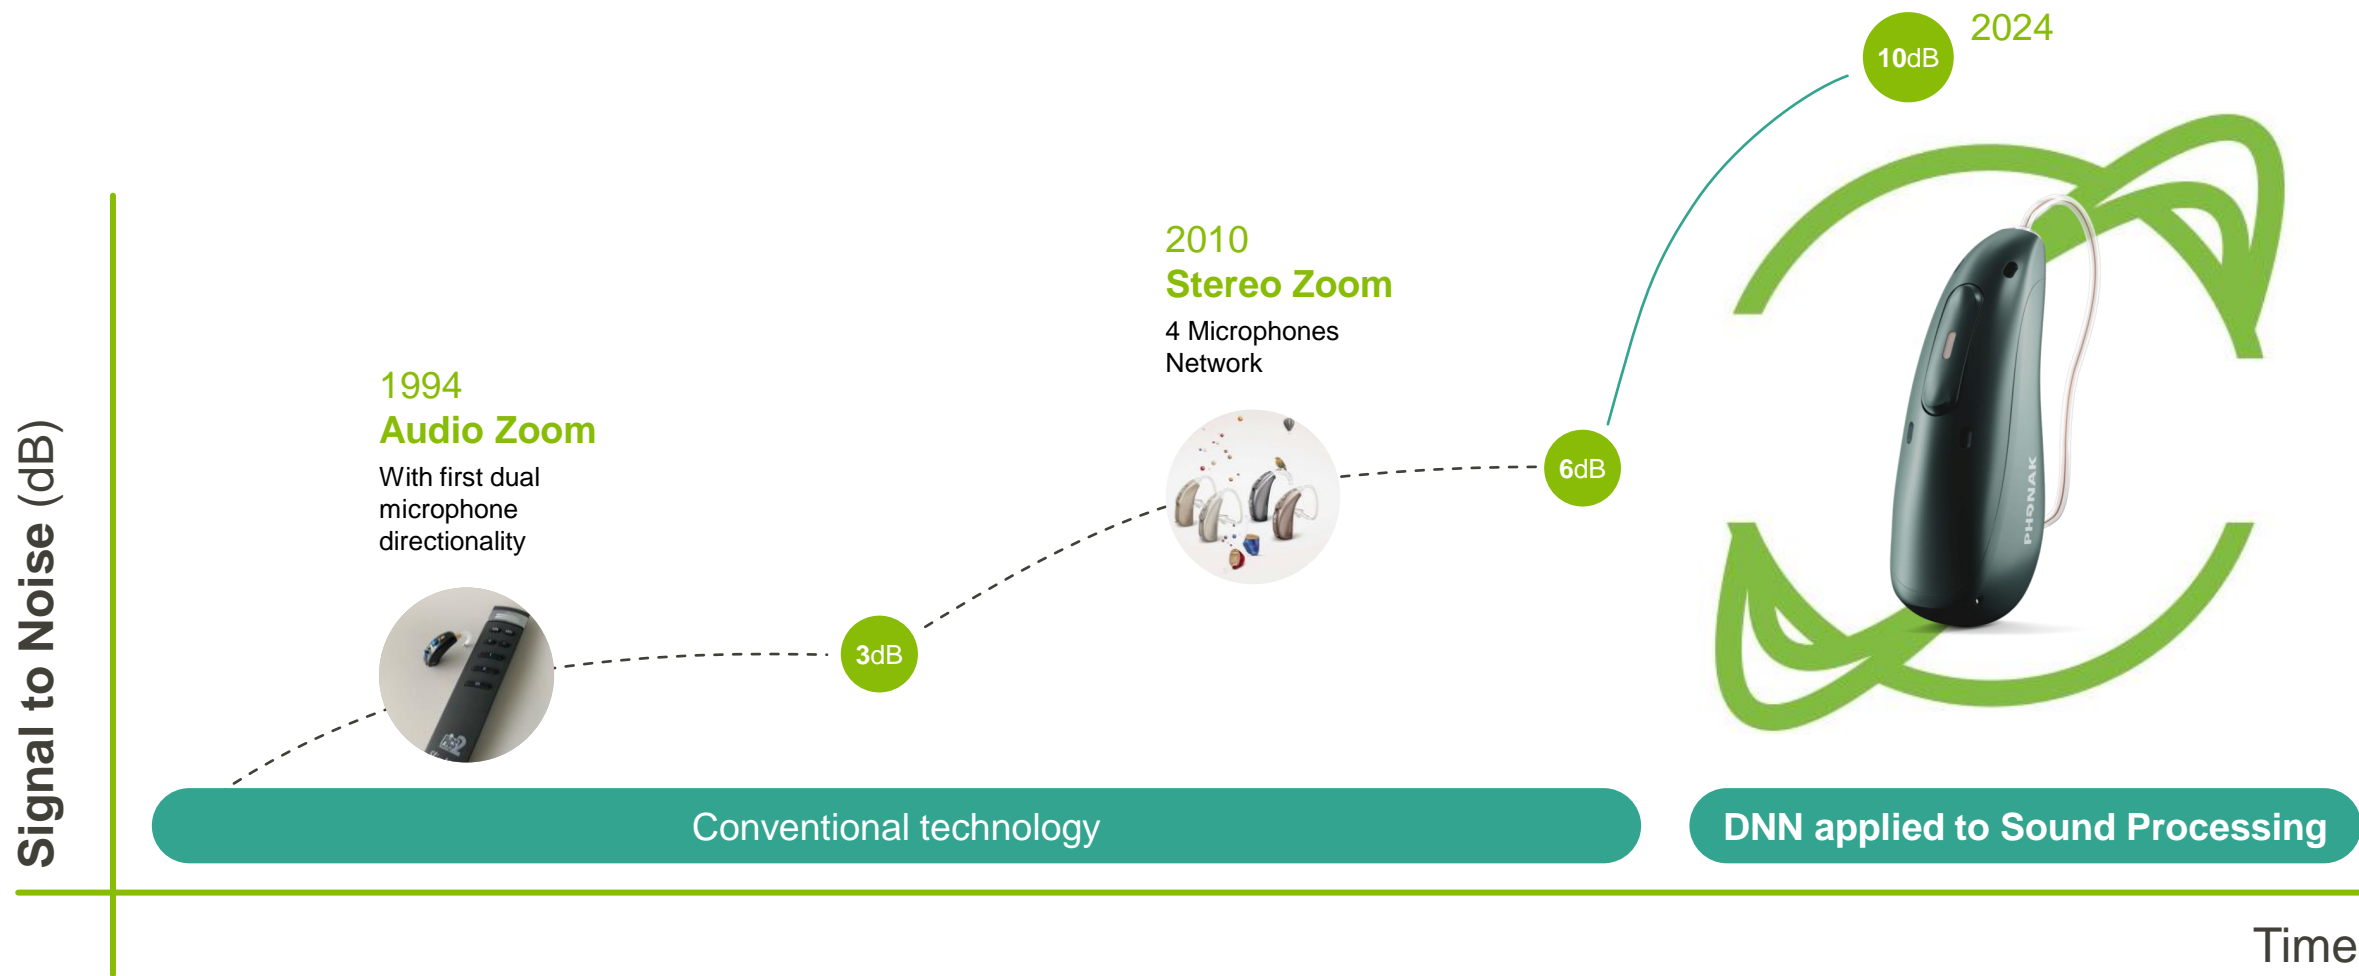 2024
10dB
2010
Stereo Zoom
4 Microphones
Network
1994
Audio Zoom
With first dual
microphone
directionality
6dB
3dB
PHONAK
Signal to Noise (dB)
Conventional technology
DNN applied to Sound Processing
Time